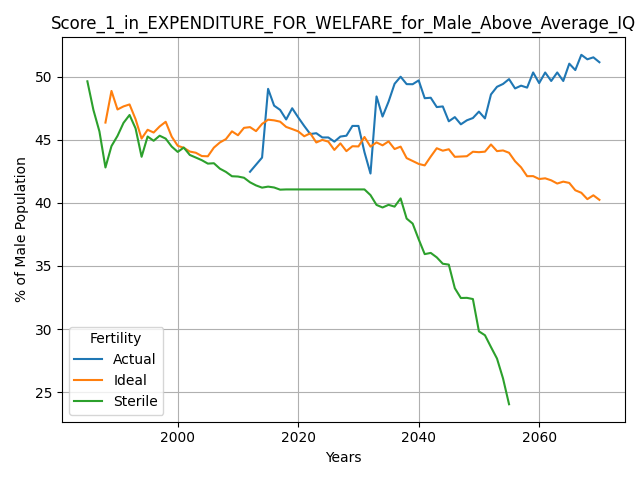 Score_1_in_EXPENDITURE_FOR_WELFARE_for_Male_Above_Average_IQ
% of Male Population
50
45
40
35
30
25
Fertility
Actual
Ideal
Sterile
2000 2020 2040 2060
Years